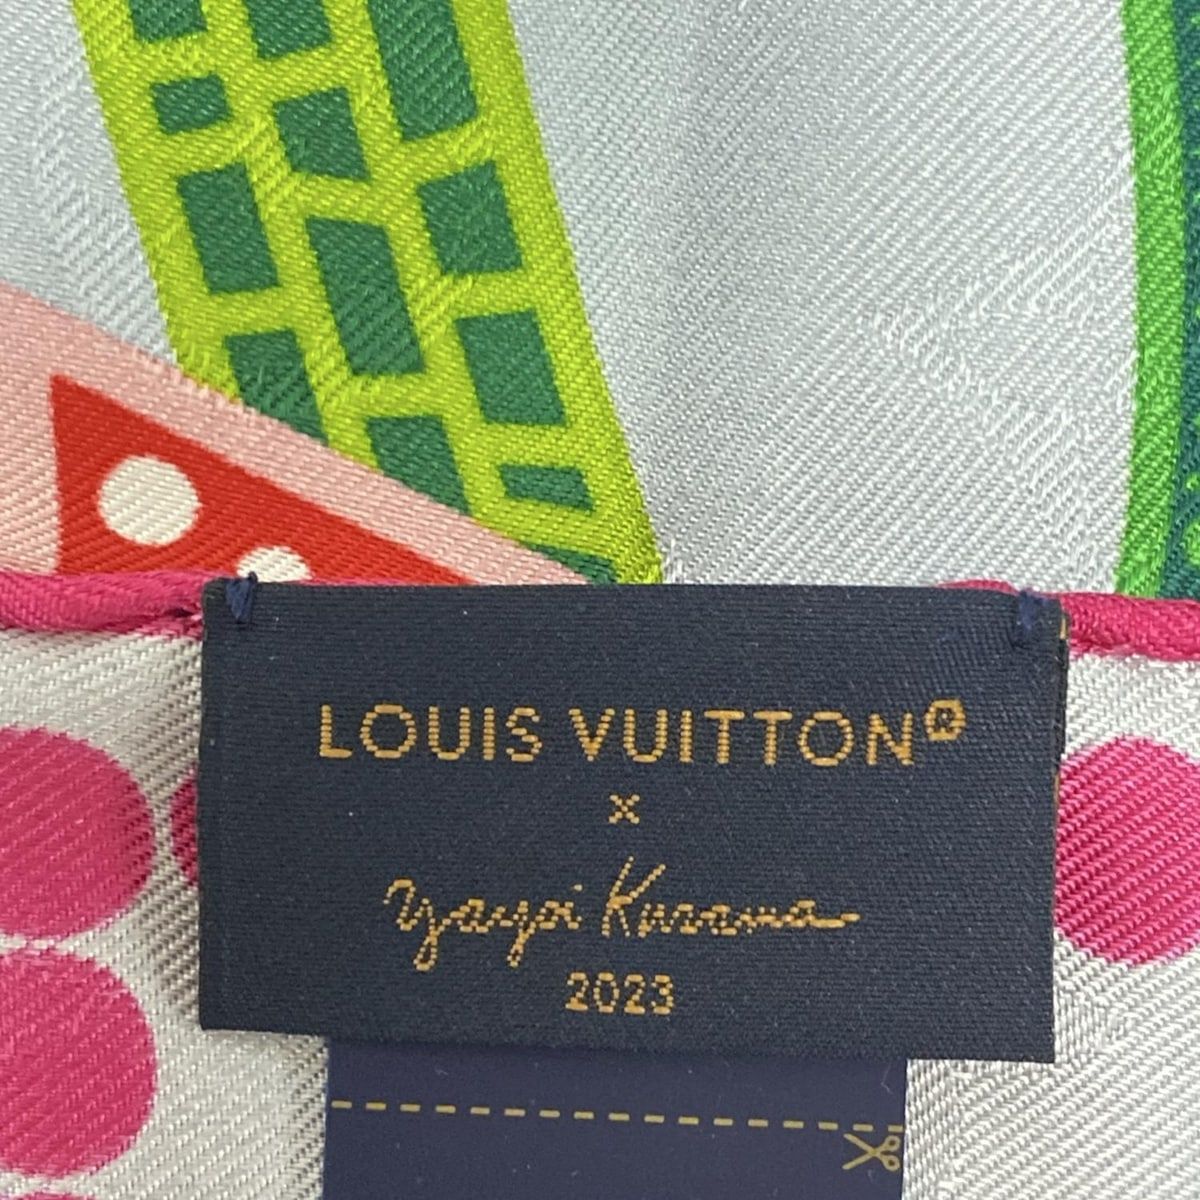 LOUIS VUITTON®
x
Yayoi Kusama
2023